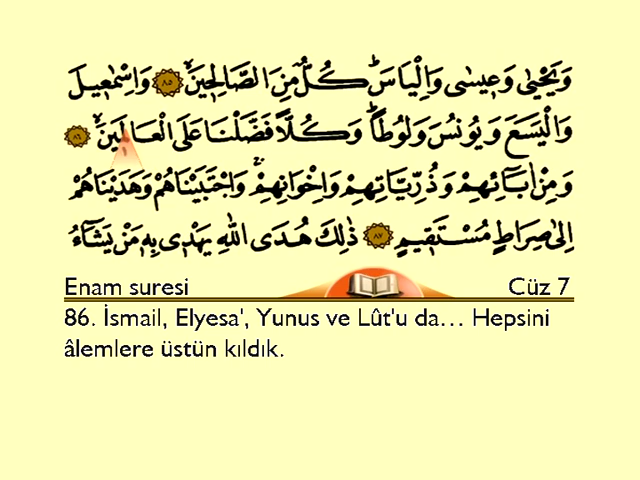 وَيَحْيٰى وَع۪يسٰى وَاِلْيَاسَۜ كُلٌّ مِنَ الصَّالِح۪ينَۙ ﴿٨٥﴾ وَاِسْمٰع۪يلَ
وَالْيَسَعَ وَيُونُسَ وَلُوطًاۜ وَكُلًّا فَضَّلْنَا عَلَى الْعَالَم۪ينَۙ ﴿٨٦﴾
وَمِنْ اٰبَٓائِهِمْ وَذُرِّيَّاتِهِمْ وَاِخْوَانِهِمْۚ وَاجْتَبَيْنَاهُمْ وَهَدَيْنَاهُمْ
اِلٰى صِرَاطٍ مُسْتَق۪يمٍ ﴿٨٧﴾ ذٰلِكَ هُدَى اللّٰهِ يَهْد۪ي بِه۪ مَنْ يَشَٓاءُ
Enam suresi Cüz 7
86. İsmail, Elyesa', Yunus ve Lût'u da… Hepsini
âlemlere üstün kıldık.